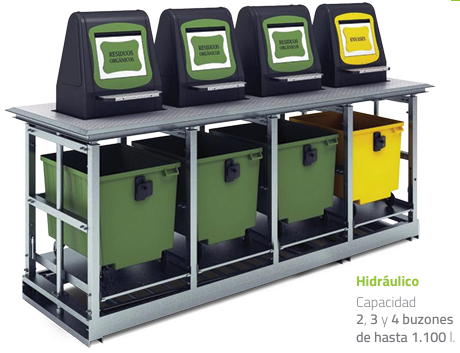 RESIDUOS
ORGÁNICOS
RESIDUOS
ORGÁNICOS
RESIDUOS
ORGÁNICOS
ENVASES
Hidráulico
Capacidad
2, 3 y 4 buzones
de hasta 1.100 l.